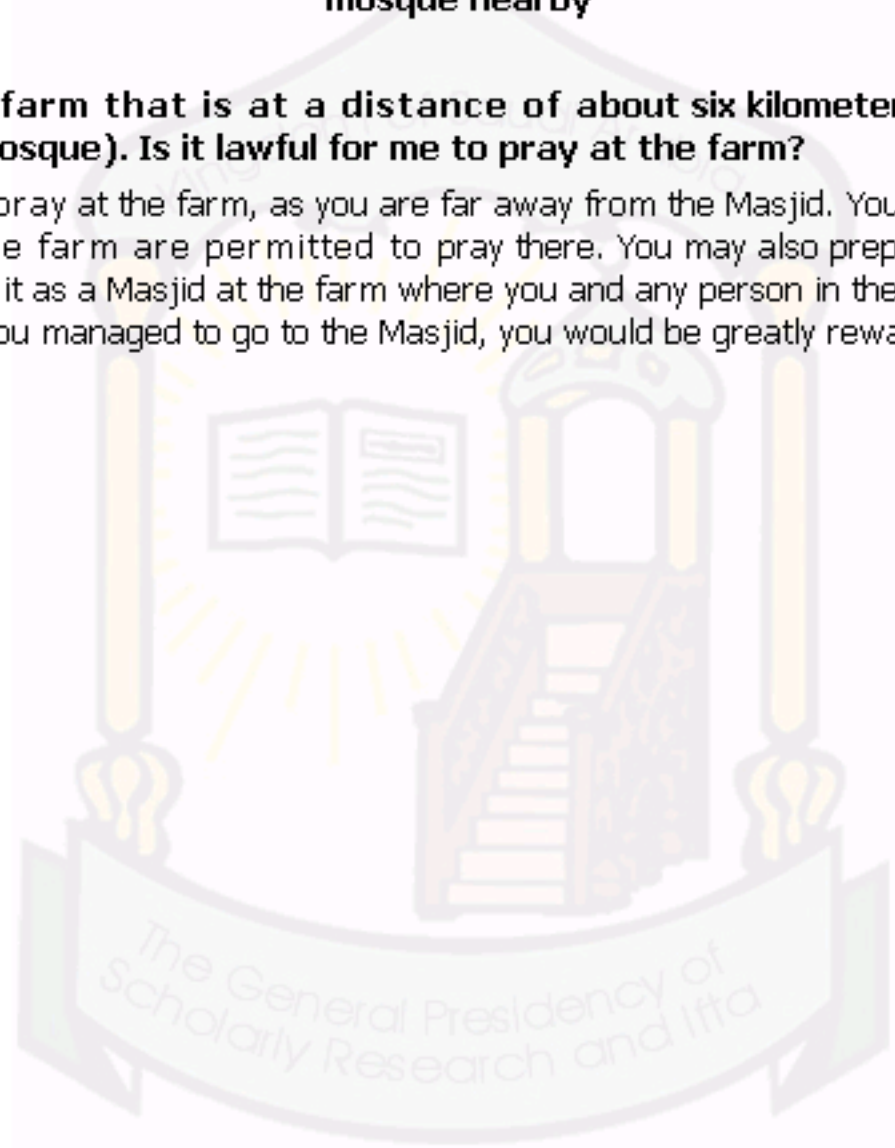 mosque nearby
farm that is at a distance of about six kilometer
osque). Is it lawful for me to pray at the farm?
pray at the farm, as you are far away from the Masjid. You
e farm are permitted to pray there. You may also prep
it as a Masjid at the farm where you and any person in the
ou managed to go to the Masjid, you would be greatly rewa
Kingdom of Saudi Arabia
The General Presidency of
Scholarly Research and Ifta